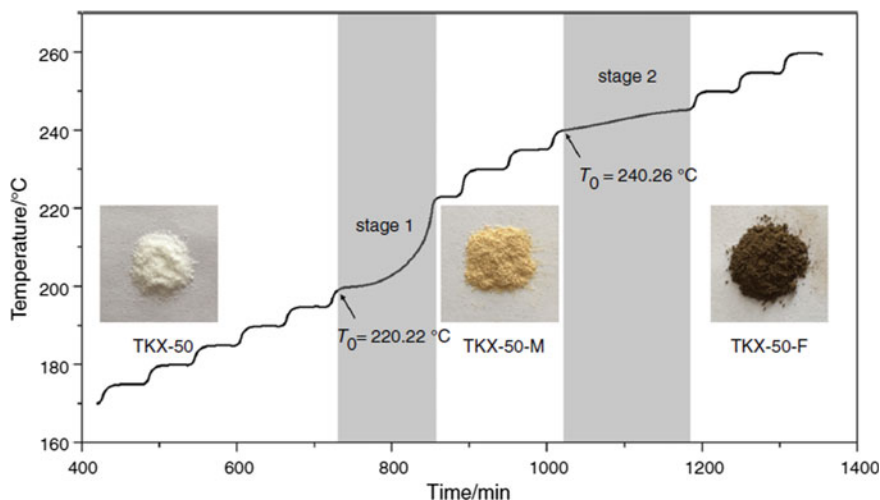 Temperature/°C
260
240
220
200
180
160
stage 1
stage 2
T0 = 220.22 °C
T0 = 240.26 °C
TKX-50
TKX-50-M
TKX-50-F
400
600
800
1000
1200
1400
Time/min